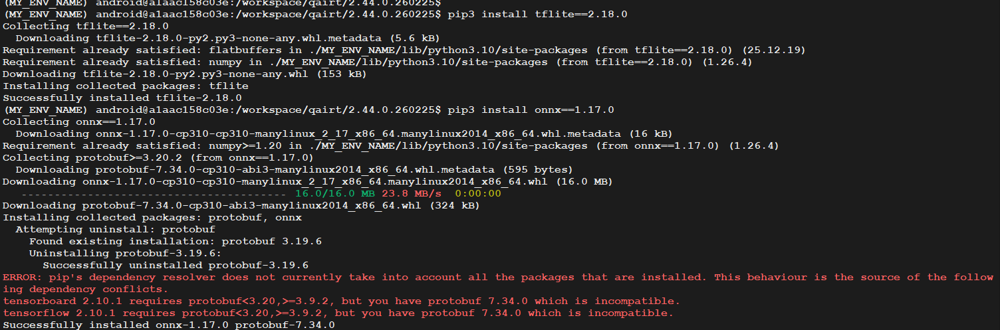 (MY_ENV_NAME) android@a1aac158c03e:/workspace/qairt/2.44.0.260225$
(MY_ENV_NAME) android@a1aac158c03e:/workspace/qairt/2.44.0.260225$ pip3 install tflite==2.18.0
Collecting tflite==2.18.0
  Downloading tflite-2.18.0-py2.py3-none-any.whl.metadata (5.6 kB)
Requirement already satisfied: flatbuffers in ./MY_ENV_NAME/lib/python3.10/site-packages (from tflite==2.18.0) (25.12.19)
Requirement already satisfied: numpy in ./MY_ENV_NAME/lib/python3.10/site-packages (from tflite==2.18.0) (1.26.4)
Downloading tflite-2.18.0-py2.py3-none-any.whl (153 kB)
Installing collected packages: tflite
Successfully installed tflite-2.18.0
(MY_ENV_NAME) android@a1aac158c03e:/workspace/qairt/2.44.0.260225$ pip3 install onnx==1.17.0
Collecting onnx==1.17.0
  Downloading onnx-1.17.0-cp310-cp310-manylinux_2_17_x86_64.manylinux2014_x86_64.whl.metadata (16 kB)
Requirement already satisfied: numpy>=1.20 in ./MY_ENV_NAME/lib/python3.10/site-packages (from onnx==1.17.0) (1.26.4)
Collecting protobuf>=3.20.2 (from onnx==1.17.0)
  Downloading protobuf-7.34.0-cp310-abi3-manylinux2014_x86_64.whl.metadata (595 bytes)
Downloading onnx-1.17.0-cp310-cp310-manylinux_2_17_x86_64.manylinux2014_x86_64.whl (16.0 MB)
   ---------------------------------------- 16.0/16.0 MB 23.8 MB/s  0:00:00
Downloading protobuf-7.34.0-cp310-abi3-manylinux2014_x86_64.whl (324 kB)
Installing collected packages: protobuf, onnx
  Attempting uninstall: protobuf
    Found existing installation: protobuf 3.19.6
    Uninstalling protobuf-3.19.6:
      Successfully uninstalled protobuf-3.19.6
ERROR: pip's dependency resolver does not currently take into account all the packages that are installed. This behaviour is the source of the follow
ing dependency conflicts.
tensorboard 2.10.1 requires protobuf<3.20,>=3.9.2, but you have protobuf 7.34.0 which is incompatible.
tensorflow 2.10.1 requires protobuf<3.20,>=3.9.2, but you have protobuf 7.34.0 which is incompatible.
Successfully installed onnx-1.17.0 protobuf-7.34.0